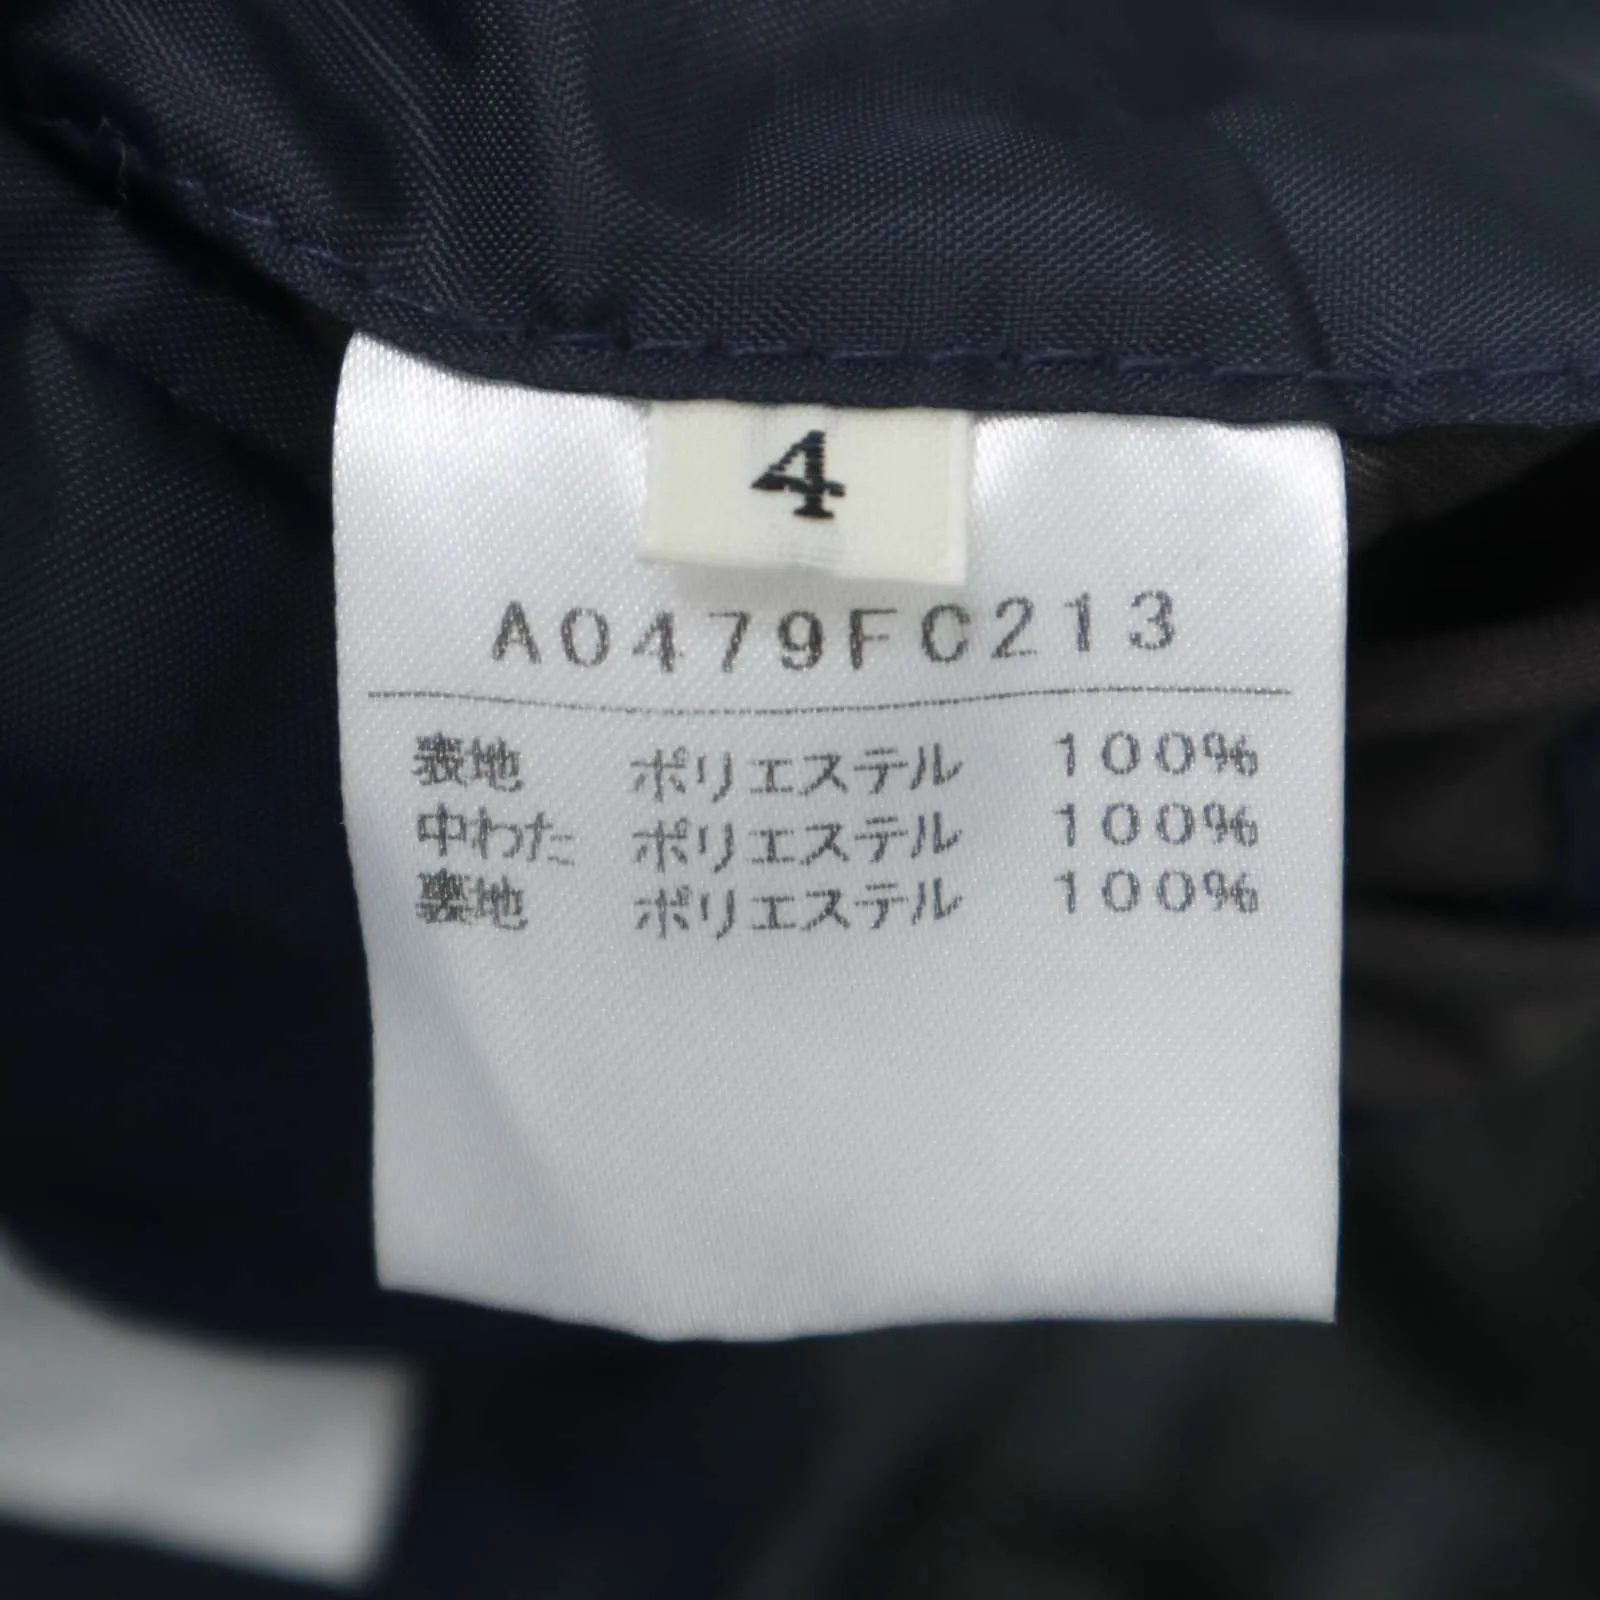 4
A0479FC213
表地 ポリエステル 100%
中わた ポリエステル 100%
裏地 ポリエステル 100%